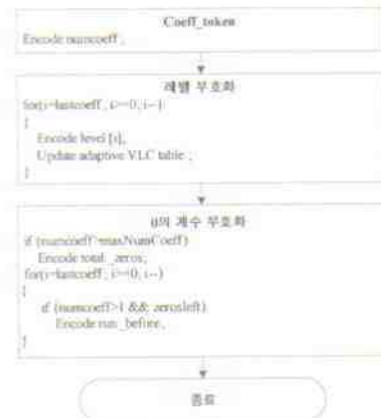 Coeff_token
Encode numcoeff ;
레벨 부호화
for(i=lastcoeff ; i>=0; i--)
{
Encode level [i];
Update adaptive VLC table ;
}
0의 계수 부호화
if (numcoeff>maxNumCoeff)
Encode total_zeros;
for(i=lastcoeff ; i>=0; i--)
{
if (numcoeff>1 && zerosleft)
Encode run_before;
}
종료